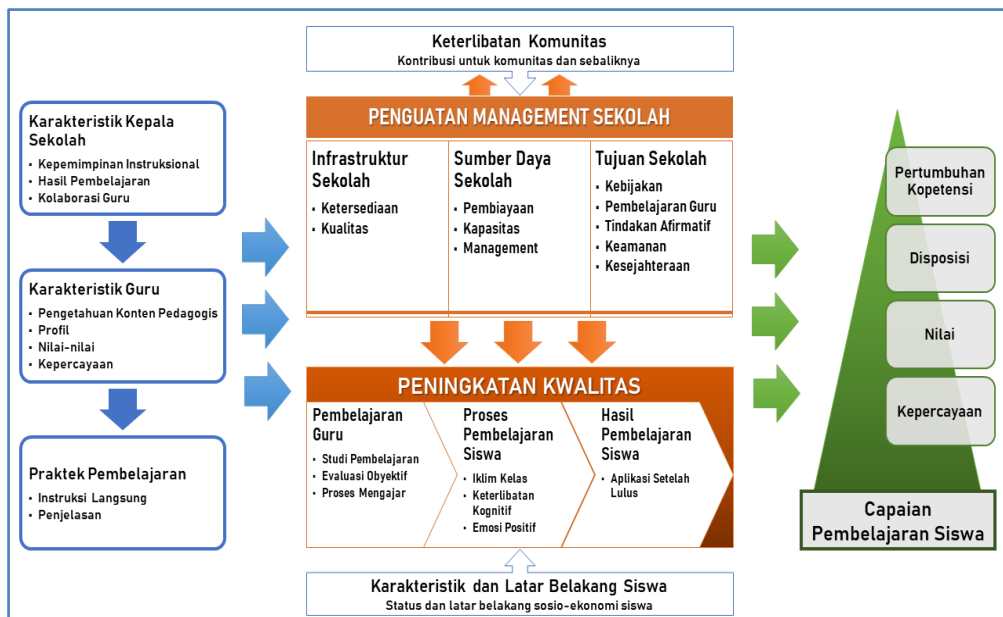 Keterlibatan Komunitas
Kontribusi untuk komunitas dan sebaliknya
Karakteristik Kepala
Sekolah
▪ Kepemimpinan Instruksional
▪ Hasil Pembelajaran
▪ Kolaborasi Guru
Karakteristik Guru
▪ Pengetahuan Konten Pedagogis
▪ Profil
▪ Nilai-nilai
▪ Kepercayaan
Praktek Pembelajaran
▪ Instruksi Langsung
▪ Penjelasan
PENGUATAN MANAGEMENT SEKOLAH
Infrastruktur
Sekolah
▪ Ketersediaan
▪ Kualitas
Sumber Daya
Sekolah
▪ Pembiayaan
▪ Kapasitas
▪ Management
Tujuan Sekolah
▪ Kebijakan
▪ Pembelajaran Guru
▪ Tindakan Afirmatif
▪ Keamanan
▪ Kesejahteraan
PENINGKATAN KWALITAS
Pembelajaran
Guru
▪ Studi Pembelajaran
▪ Evaluasi Obyektif
▪ Proses Mengajar
Proses
Pembelajaran
Siswa
▪ Iklim Kelas
▪ Keterlibatan
Kognitif
▪ Emosi Positif
Hasil
Pembelajaran
Siswa
▪ Aplikasi Setelah
Lulus
Karakteristik dan Latar Belakang Siswa
Status dan latar belakang sosio-ekonomi siswa
Pertumbuhan
Kopetensi
Disposisi
Nilai
Kepercayaan
Capaian
Pembelajaran Siswa